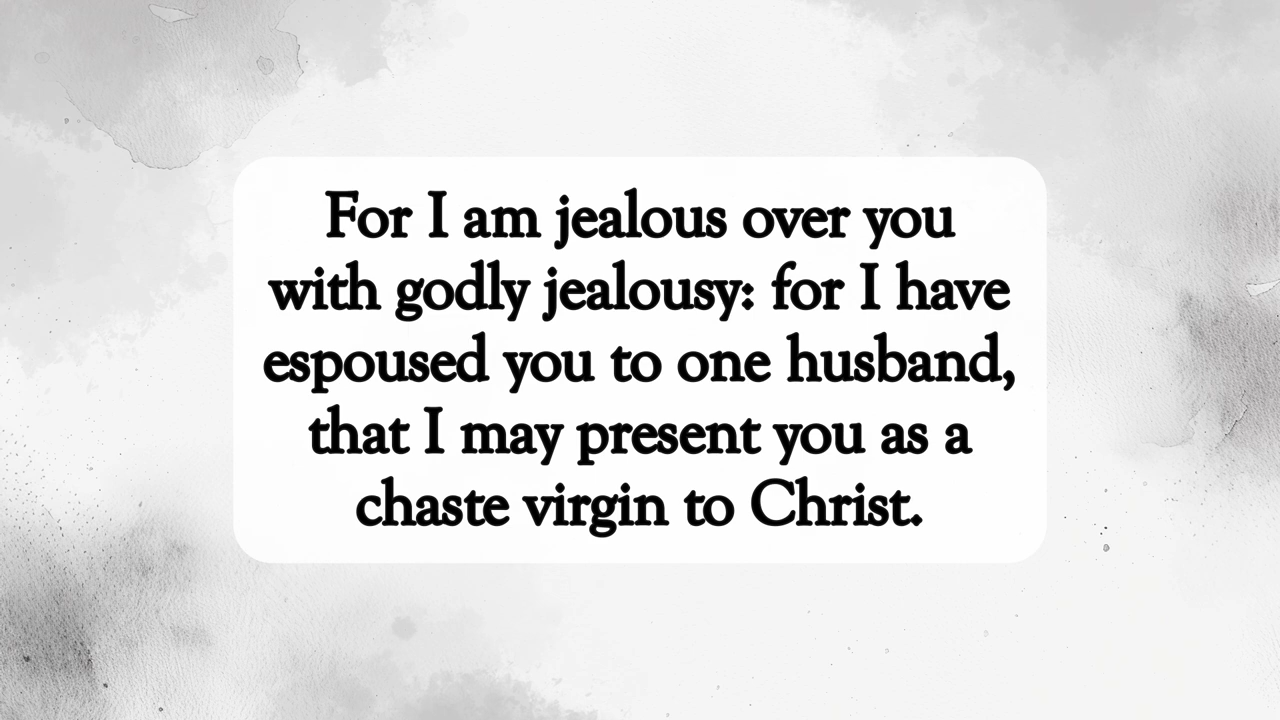 For I am jealous over you
with godly jealousy: for I have
espoused you to one husband,
that I may present you as a
chaste virgin to Christ.